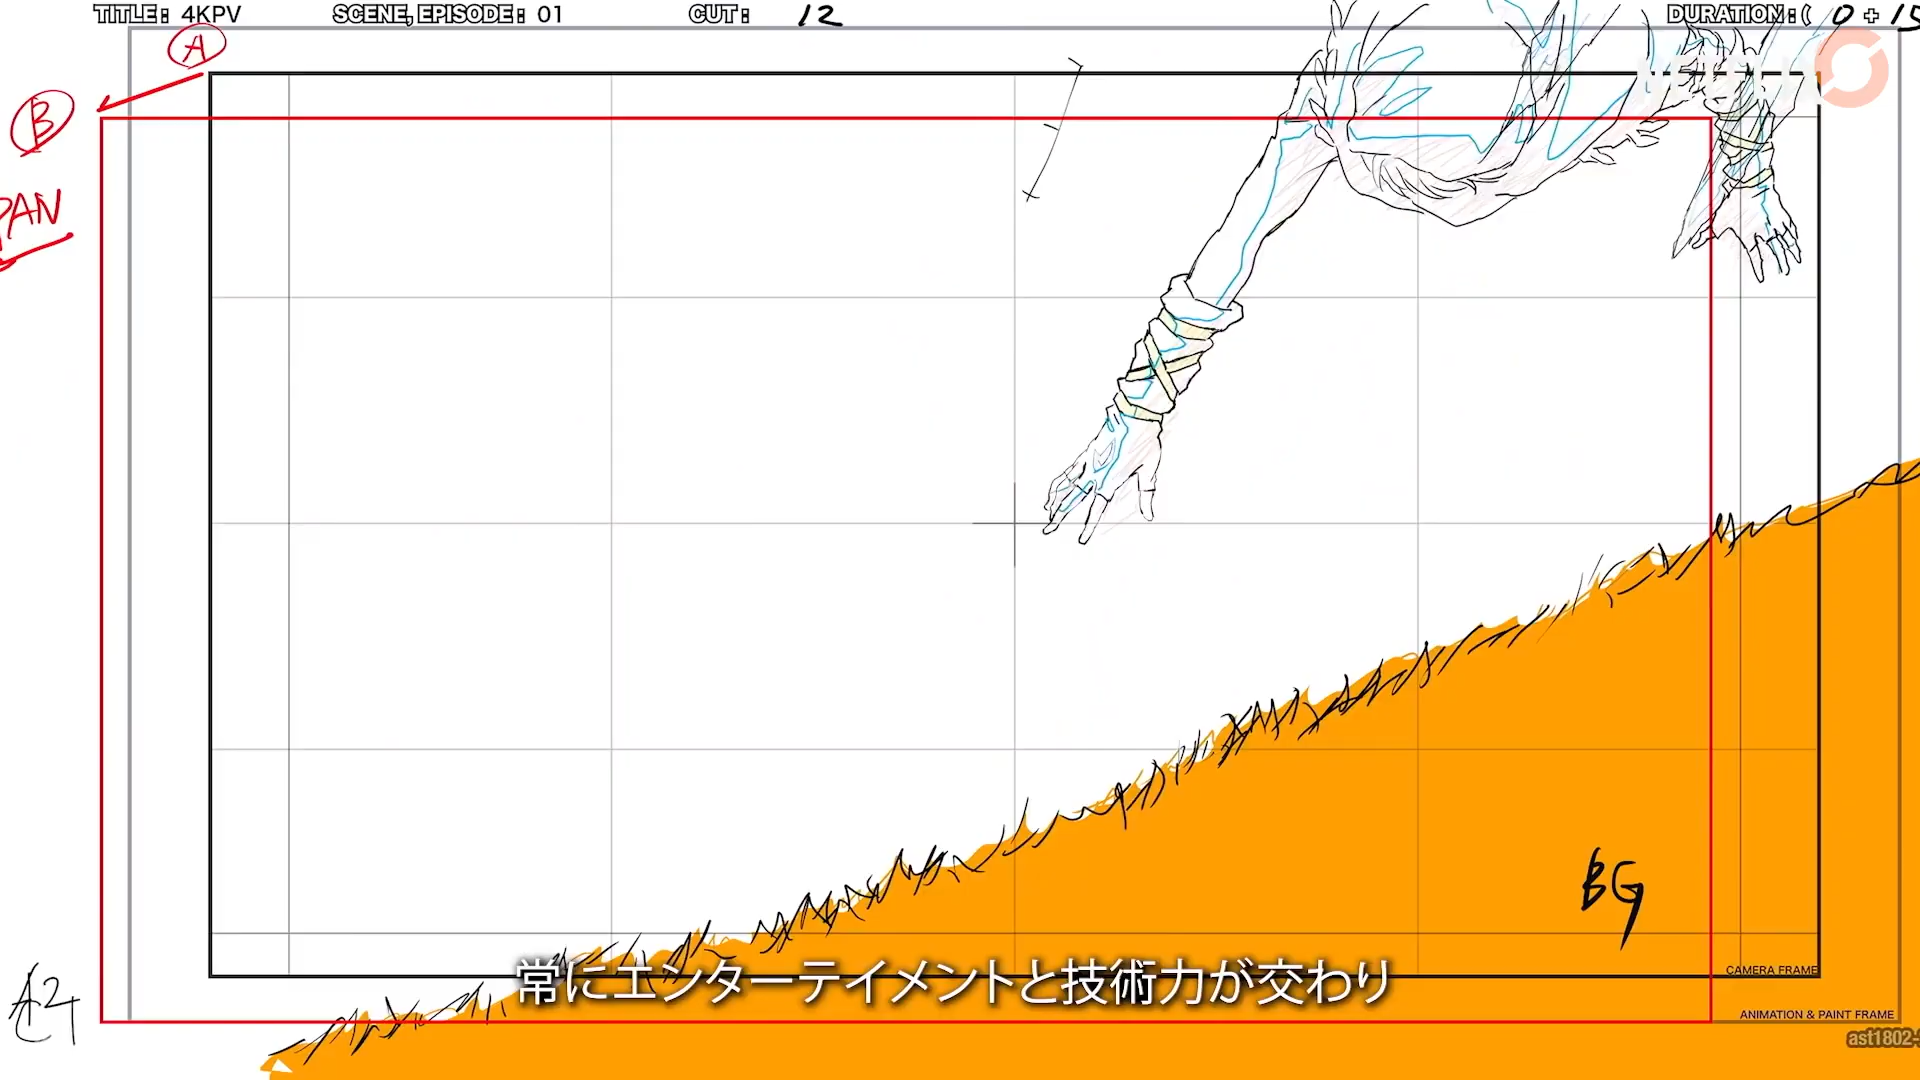 TITLE: 4KPV SCENE, EPISODE: 01 CUT: 12 DURATION: ( 0 + 15
A
B
PAN
BG
CAMERA FRAME
常にエンターテイメントと技術力が交わり
ANIMATION & PAINT FRAME
ast1802-